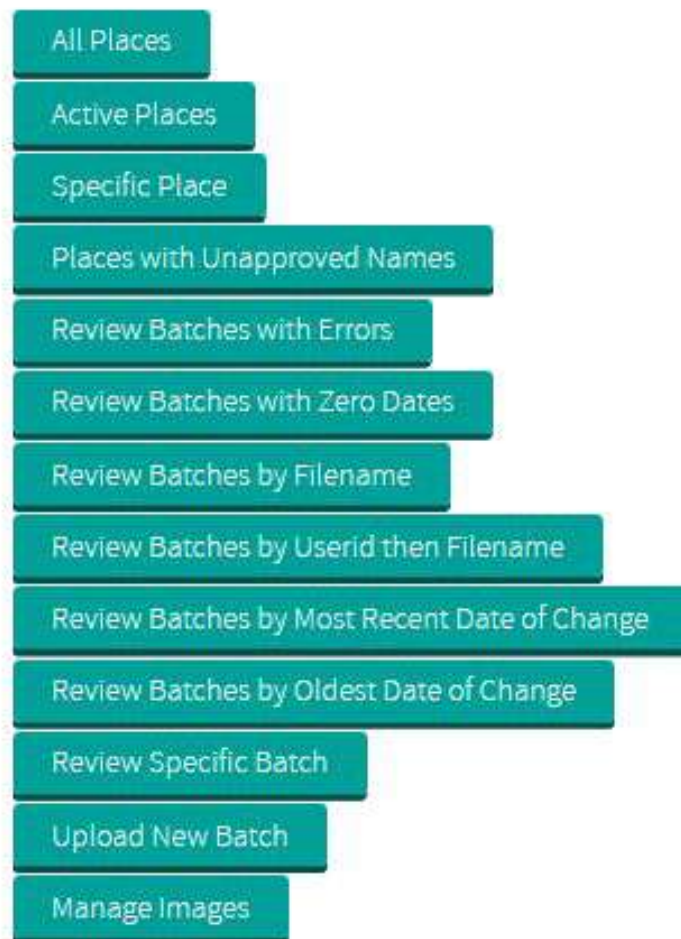 All Places
Active Places
Specific Place
Places with Unapproved Names
Review Batches with Errors
Review Batches with Zero Dates
Review Batches by Filename
Review Batches by Userid then Filename
Review Batches by Most Recent Date of Change
Review Batches by Oldest Date of Change
Review Specific Batch
Upload New Batch
Manage Images